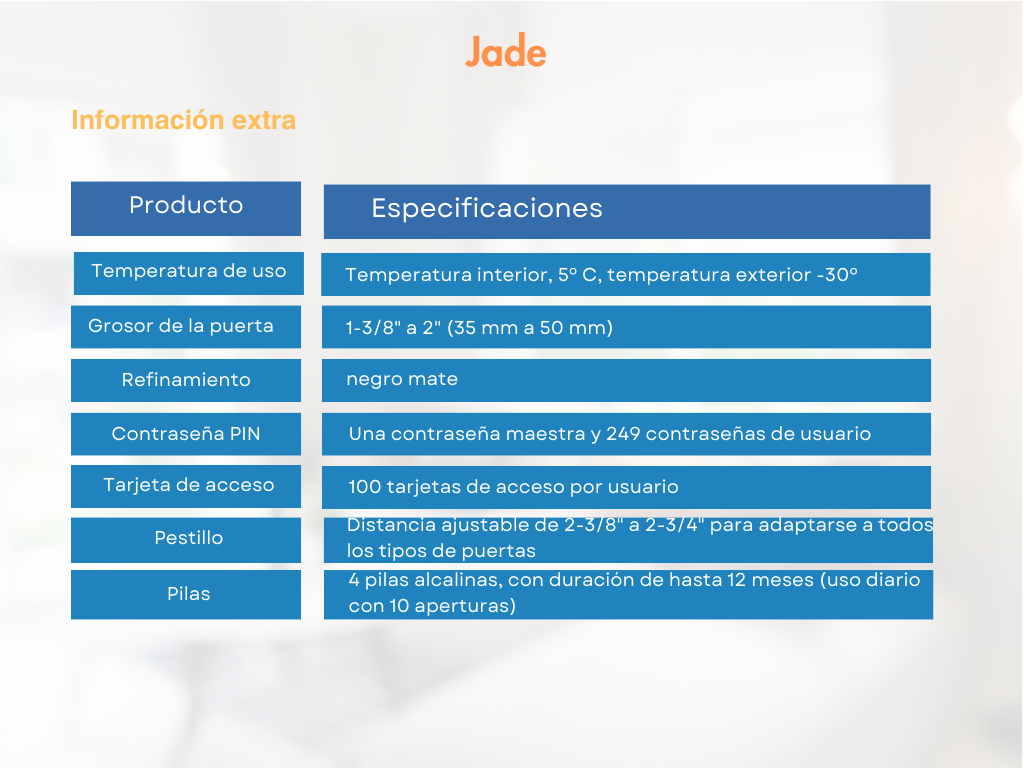 Jade
Información extra
Producto
Especificaciones
Temperatura de uso
Temperatura interior, 5º C, temperatura exterior -30º
Grosor de la puerta
1-3/8" a 2" (35 mm a 50 mm)
Refinamiento
negro mate
Contraseña PIN
Una contraseña maestra y 249 contraseñas de usuario
Tarjeta de acceso
100 tarjetas de acceso por usuario
Pestillo
Distancia ajustable de 2-3/8" a 2-3/4" para adaptarse a todos
los tipos de puertas
Pilas
4 pilas alcalinas, con duración de hasta 12 meses (uso diario
con 10 aperturas)